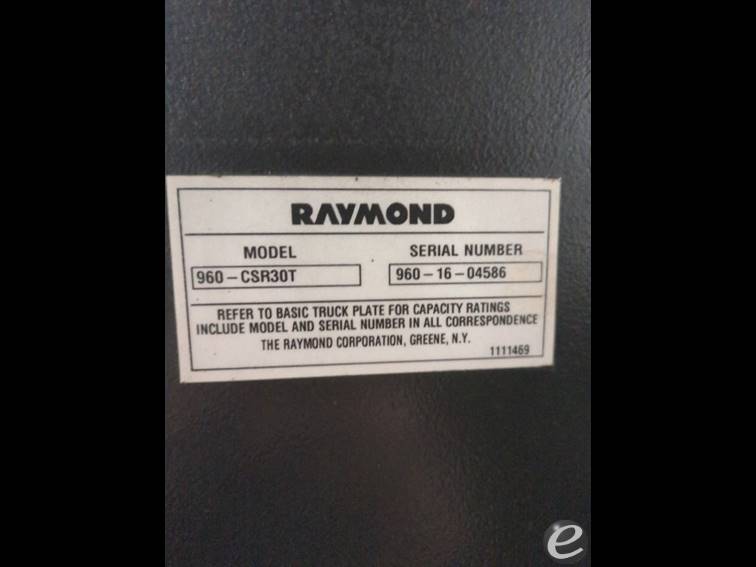 RAYMOND
MODEL SERIAL NUMBER
960-CSR30T 960-16-04586
REFER TO BASIC TRUCK PLATE FOR CAPACITY RATINGS
INCLUDE MODEL AND SERIAL NUMBER IN ALL CORRESPONDENCE
THE RAYMOND CORPORATION, GREENE, N.Y.
1111469
e